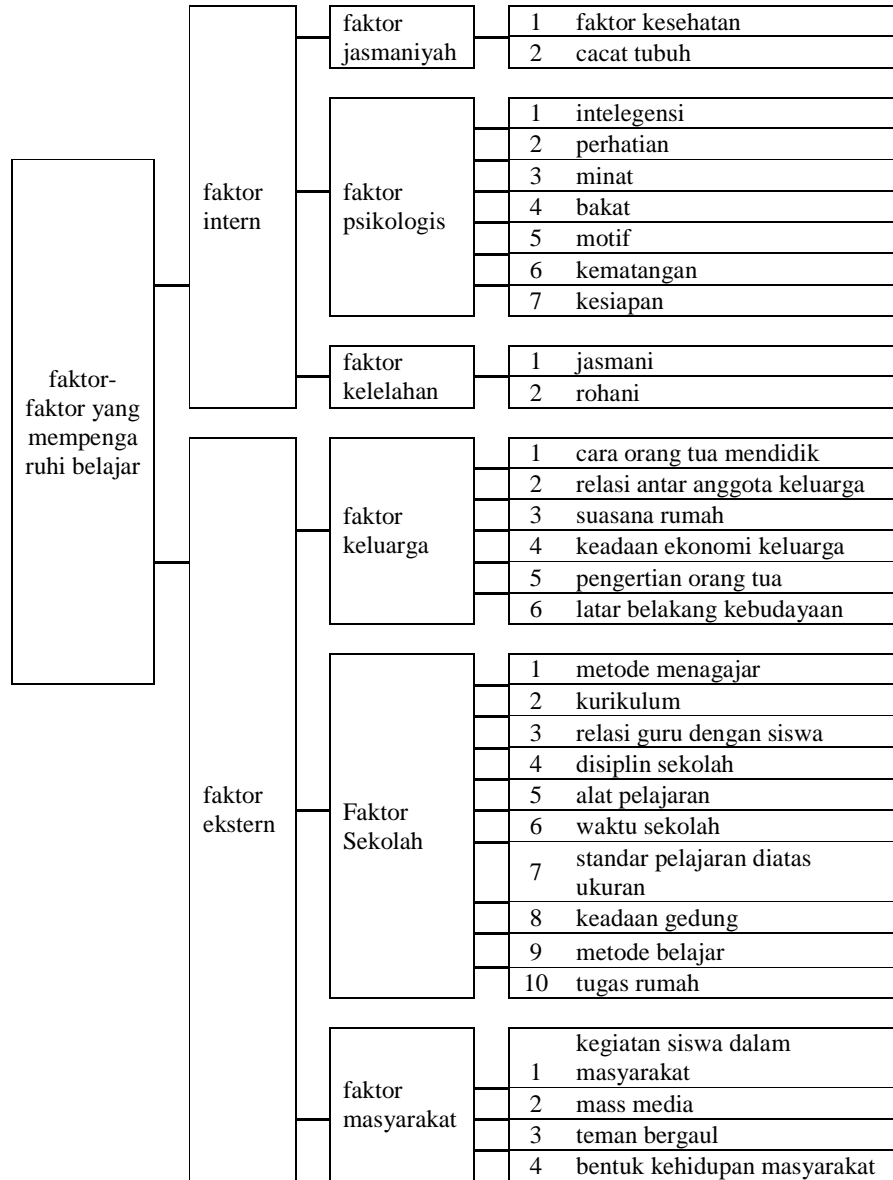 faktor-
faktor yang
mempenga
ruhi belajar
faktor
intern
faktor
jasmaniyah
1 faktor kesehatan
2 cacat tubuh
faktor
psikologis
1 intelegensi
2 perhatian
3 minat
4 bakat
5 motif
6 kematangan
7 kesiapan
faktor
kelelahan
1 jasmani
2 rohani
faktor
ekstern
faktor
keluarga
1 cara orang tua mendidik
2 relasi antar anggota keluarga
3 suasana rumah
4 keadaan ekonomi keluarga
5 pengertian orang tua
6 latar belakang kebudayaan
Faktor
Sekolah
1 metode menagajar
2 kurikulum
3 relasi guru dengan siswa
4 disiplin sekolah
5 alat pelajaran
6 waktu sekolah
7 standar pelajaran diatas
ukuran
8 keadaan gedung
9 metode belajar
10 tugas rumah
faktor
masyarakat
kegiatan siswa dalam
1 masyarakat
2 mass media
3 teman bergaul
4 bentuk kehidupan masyarakat